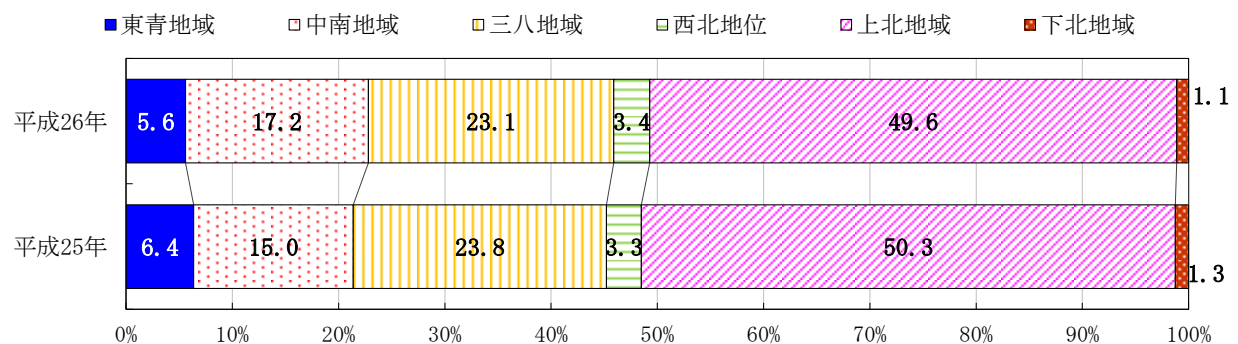 東青地域 中南地域 三八地域 西北地位 上北地域 下北地域
平成26年 5.6 17.2 23.1 3.4 49.6 1.1
平成25年 6.4 15.0 23.8 3.3 50.3 1.3
0% 10% 20% 30% 40% 50% 60% 70% 80% 90% 100%